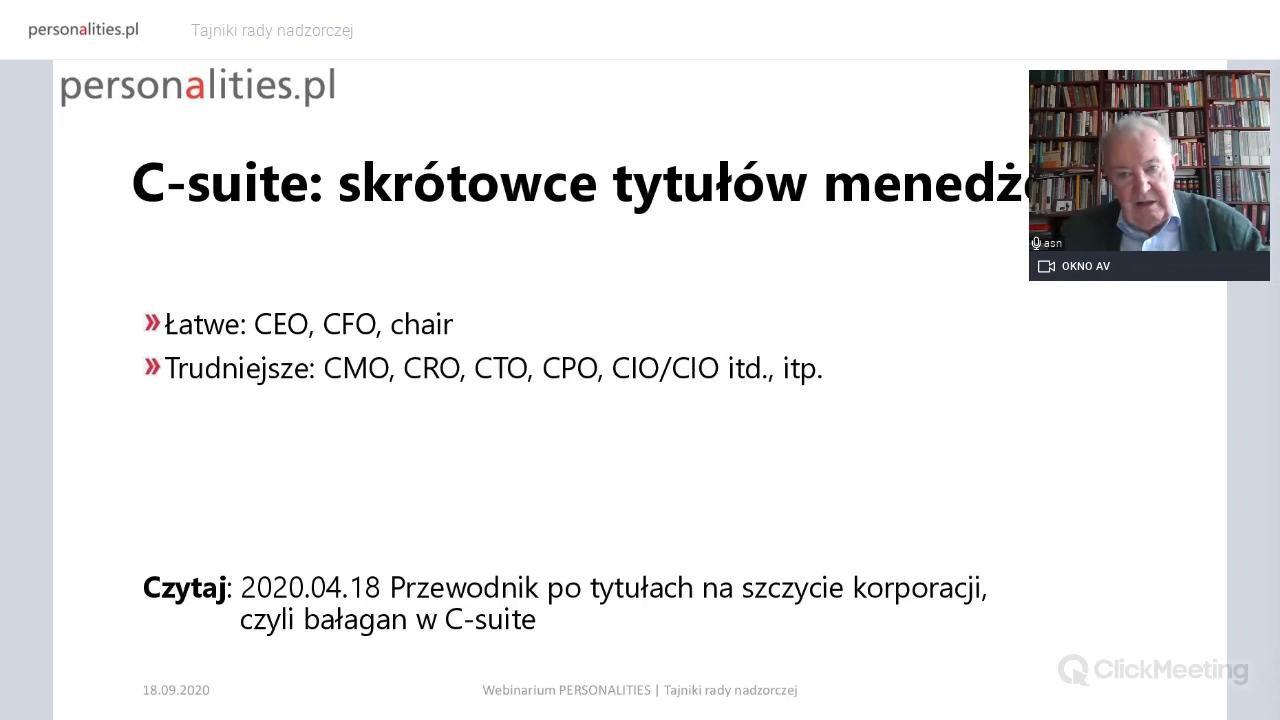 personalities.pl
Tajniki rady nadzorczej
personalities.pl
C-suite: skrótowce tytułów
asn
OKNO AV
» Łatwe: CEO, CFO, chair
» Trudniejsze: CMO, CRO, CTO, CPO, CIO/CIO itd., itp.
Czytaj: 2020.04.18 Przewodnik po tytułach na szczycie korporacji,
czyli bałagan w C-suite
ClickMeeting
18.09.2020
Webinarium PERSONALITIES | Tajniki rady nadzorczej